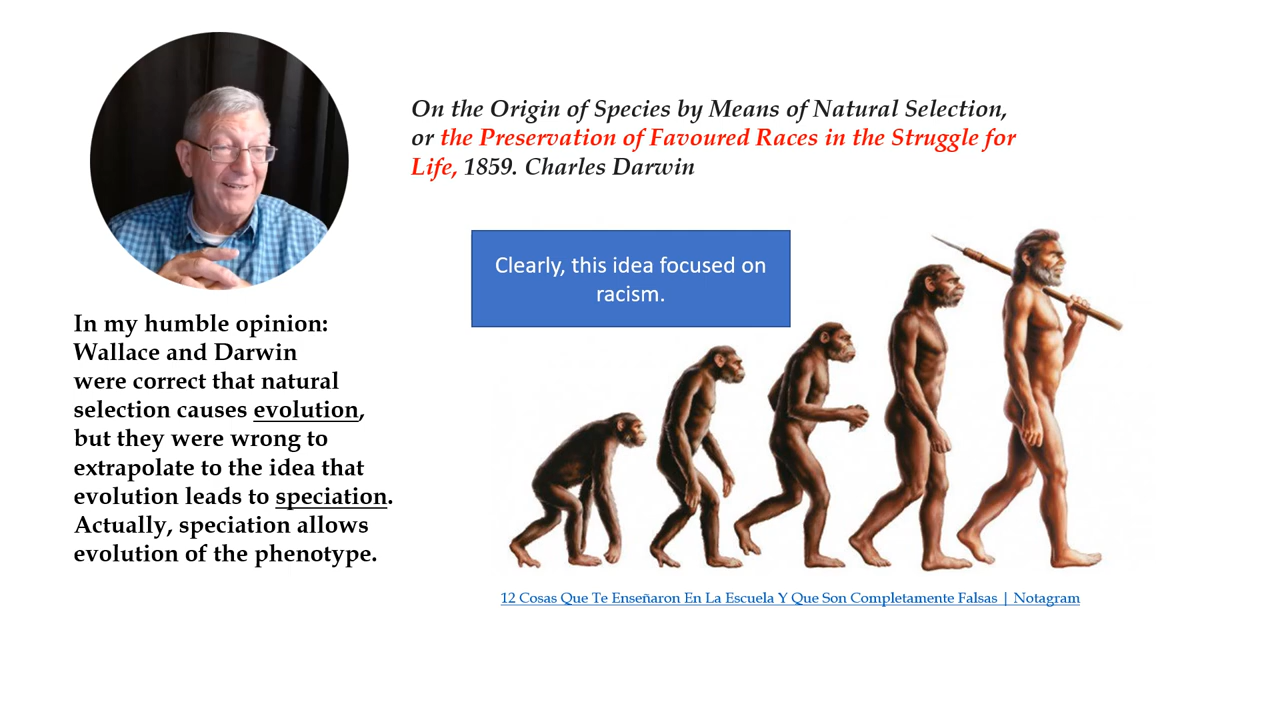 On the Origin of Species by Means of Natural Selection,
or the Preservation of Favoured Races in the Struggle for
Life, 1859. Charles Darwin
Clearly, this idea focused on
racism.
In my humble opinion:
Wallace and Darwin
were correct that natural
selection causes evolution,
but they were wrong to
extrapolate to the idea that
evolution leads to speciation.
Actually, speciation allows
evolution of the phenotype.
12 Cosas Que Te Enseñaron En La Escuela Y Que Son Completamente Falsas | Notagram